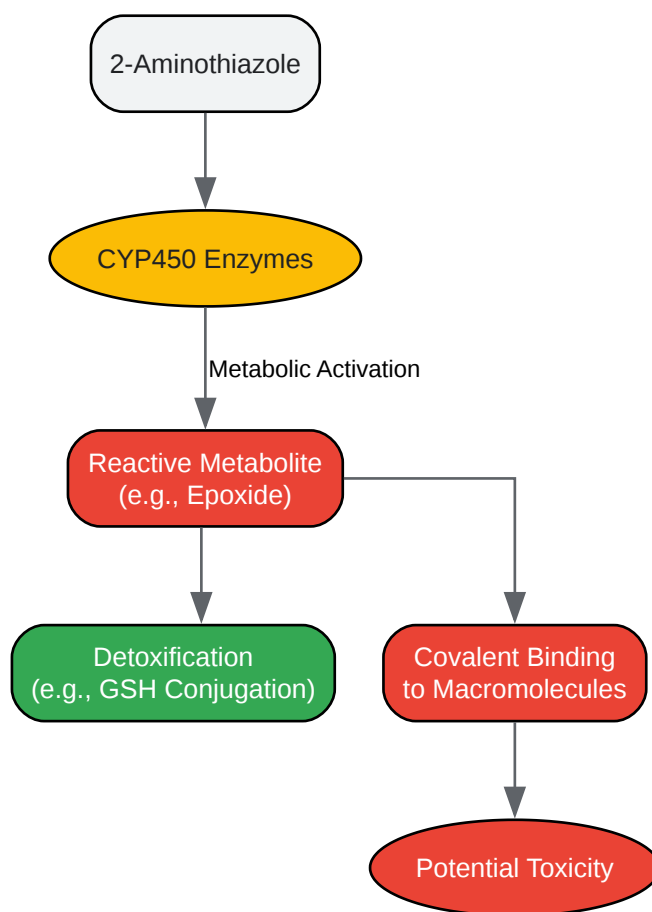 2-Aminothiazole
CYP450 Enzymes
Metabolic Activation
Reactive Metabolite
(e.g., Epoxide)
Detoxification
(e.g., GSH Conjugation)
Covalent Binding
to Macromolecules
Potential Toxicity